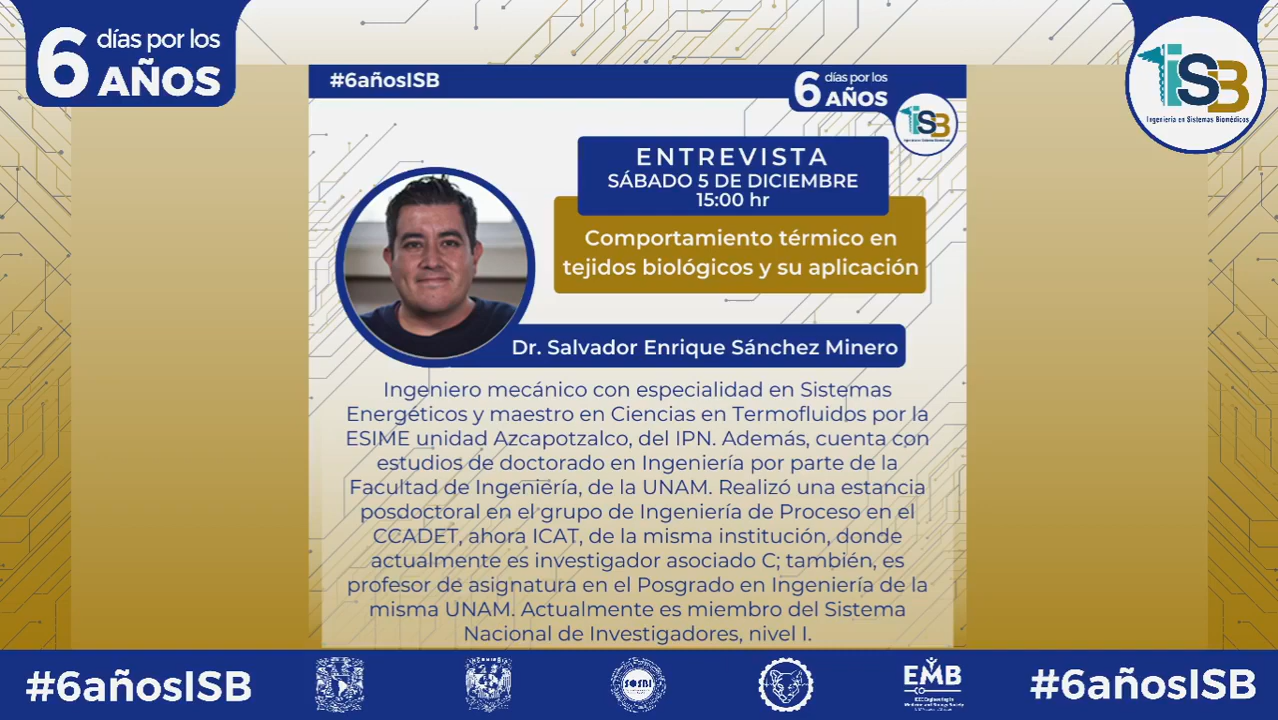 6 días por los
AÑOS
iSB
Ingeniería en Sistemas Biomédicos
#6añosISB
6 días por los
AÑOS
iSB
ENTREVISTA
SÁBADO 5 DE DICIEMBRE
15:00 hr
Comportamiento térmico en
tejidos biológicos y su aplicación
Dr. Salvador Enrique Sánchez Minero
Ingeniero mecánico con especialidad en Sistemas
Energéticos y maestro en Ciencias en Termofluidos por la
ESIME unidad Azcapotzalco, del IPN. Además, cuenta con
estudios de doctorado en Ingeniería por parte de la
Facultad de Ingeniería, de la UNAM. Realizó una estancia
posdoctoral en el grupo de Ingeniería de Proceso en el
CCADET, ahora ICAT, de la misma institución, donde
actualmente es investigador asociado C; también, es
profesor de asignatura en el Posgrado en Ingeniería de la
misma UNAM. Actualmente es miembro del Sistema
Nacional de Investigadores, nivel I.
#6añosISB
SOSBI
EMB
#6añosISB